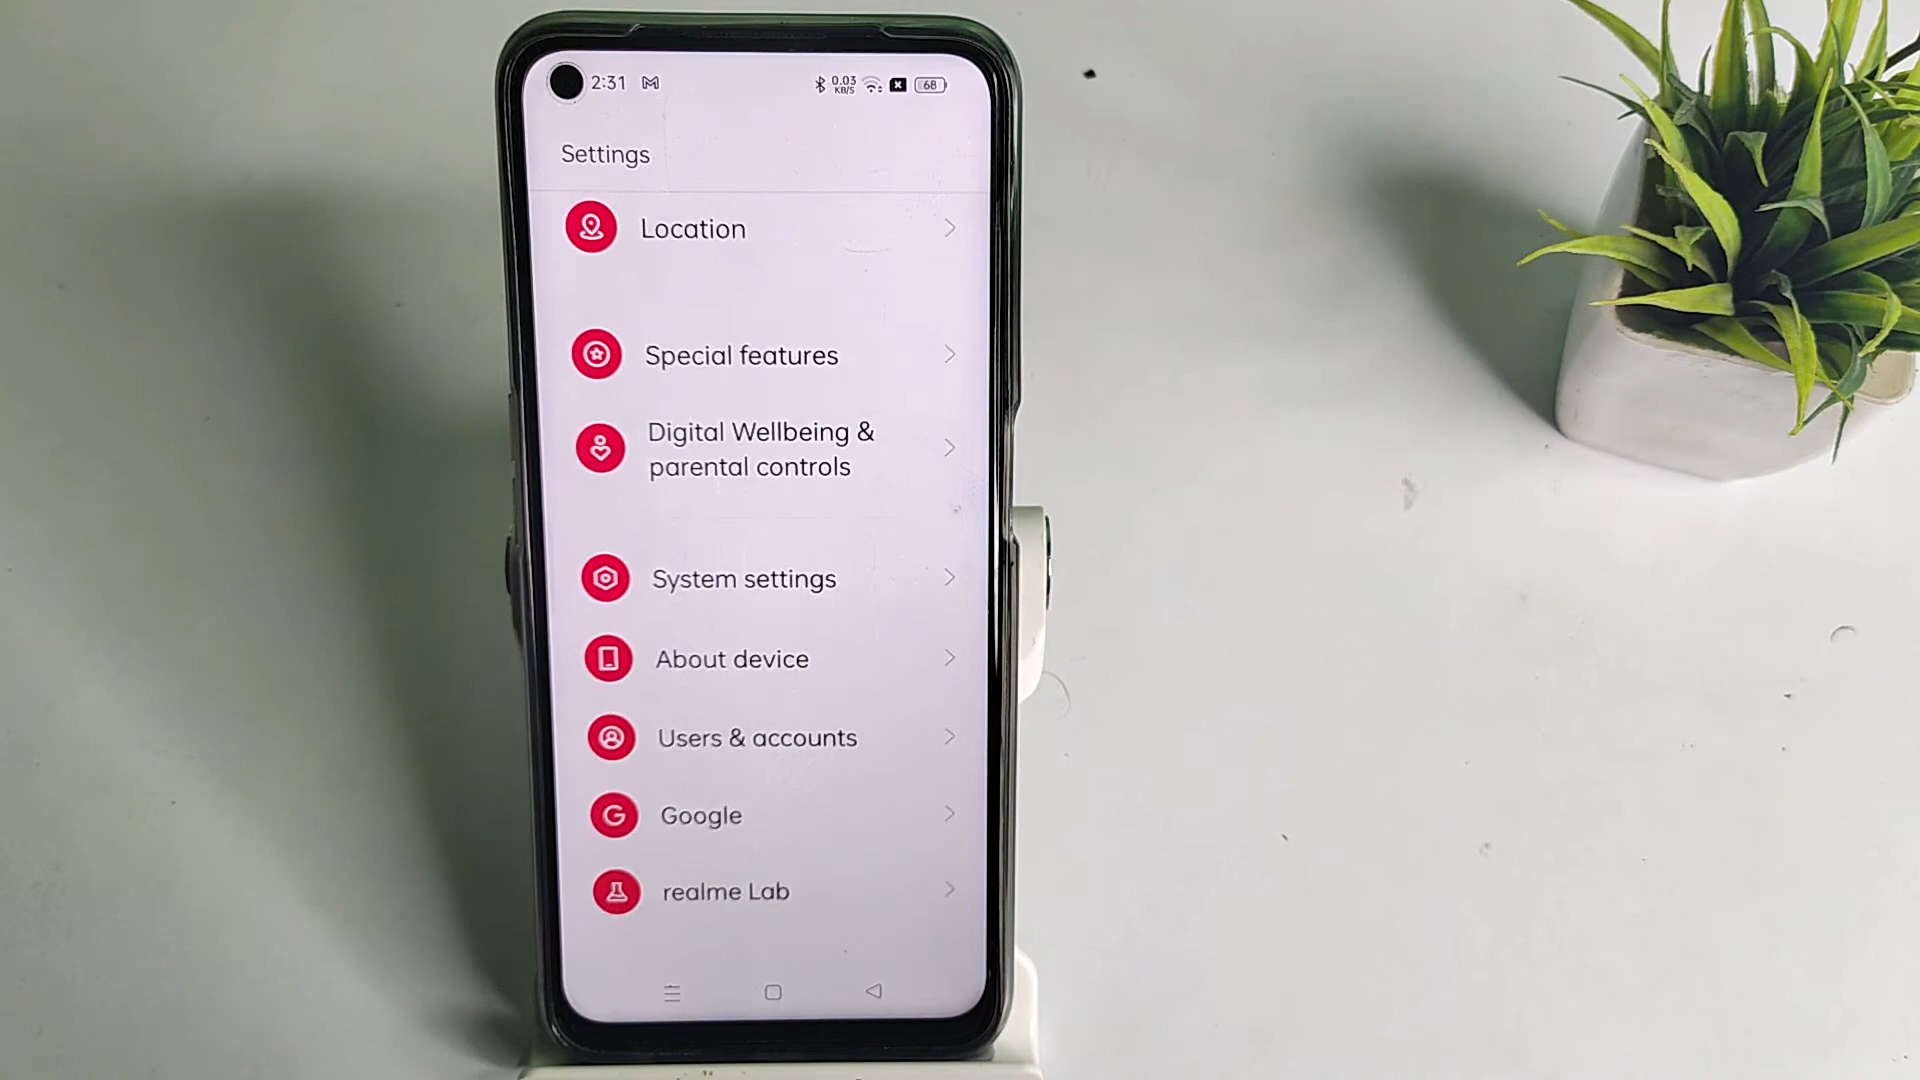 2:31 0.03 KB/S 68
Settings
Location
Special features
Digital Wellbeing &
parental controls
System settings
About device
Users & accounts
Google
realme Lab